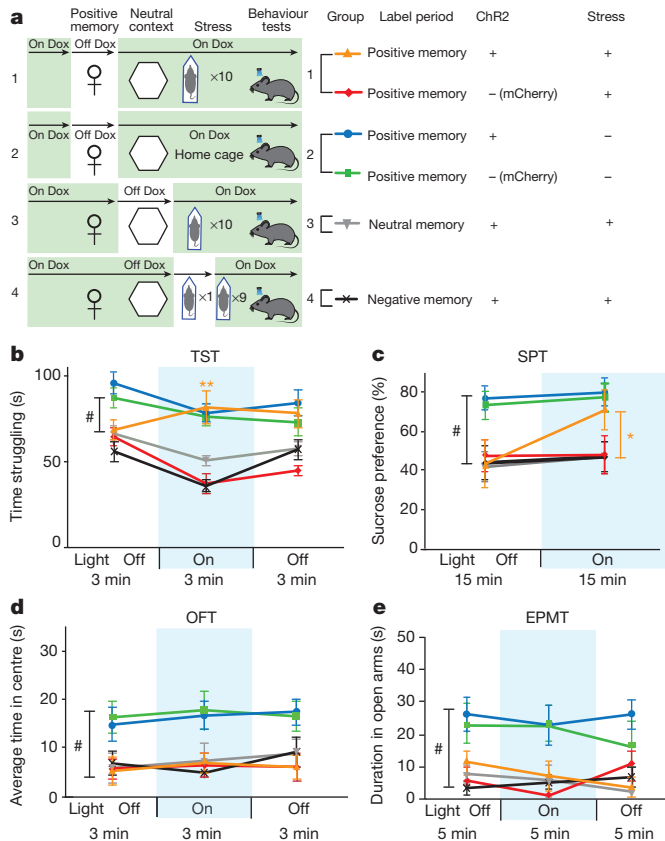 a
Positive memory
Neutral context
Stress
Behaviour tests
On Dox Off Dox On Dox
1 ×10
On Dox Off Dox On Dox
2 Home cage
Off Dox
On Dox On Dox
3 ×10
On Dox Off Dox On Dox
4 ×1 ×9
Group Label period ChR2 Stress
1
Positive memory + +
Positive memory – (mCherry) +
2
Positive memory + –
Positive memory – (mCherry) –
3 Neutral memory + +
4 Negative memory + +
b
TST
Time struggling (s)
100
50
0
#
**
Light Off On Off
3 min 3 min 3 min
c
SPT
Sucrose preference (%)
80
60
40
20
0
#
*
Light Off On
15 min 15 min
d
OFT
Average time in centre (s)
30
20
10
0
#
Light Off On Off
3 min 3 min 3 min
e
EPMT
Duration in open arms (s)
50
40
30
20
10
0
#
Light Off On Off
5 min 5 min 5 min